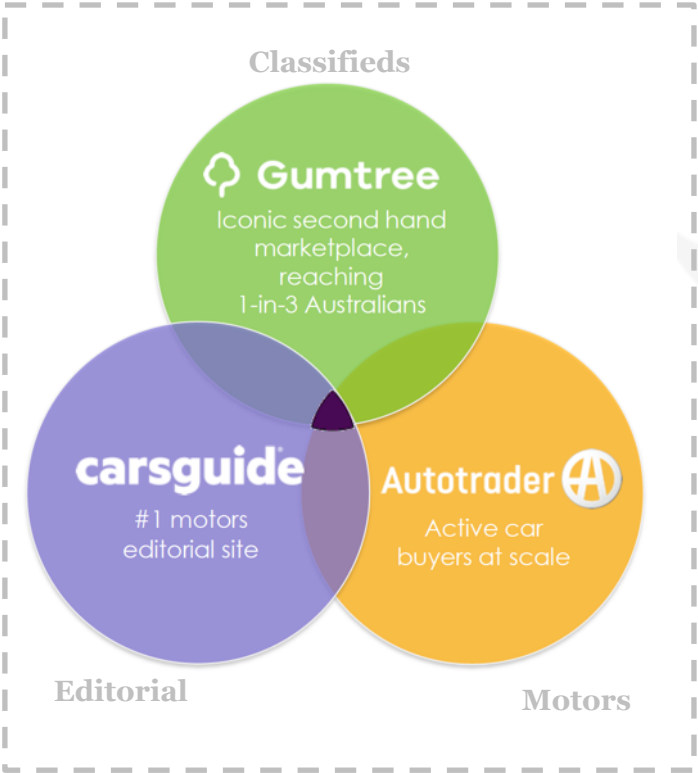 Classifieds
Gumtree
Iconic second hand
marketplace,
reaching
1-in-3 Australians
carsguide
#1 motors
editorial site
Autotrader
Active car
buyers at scale
Editorial
Motors